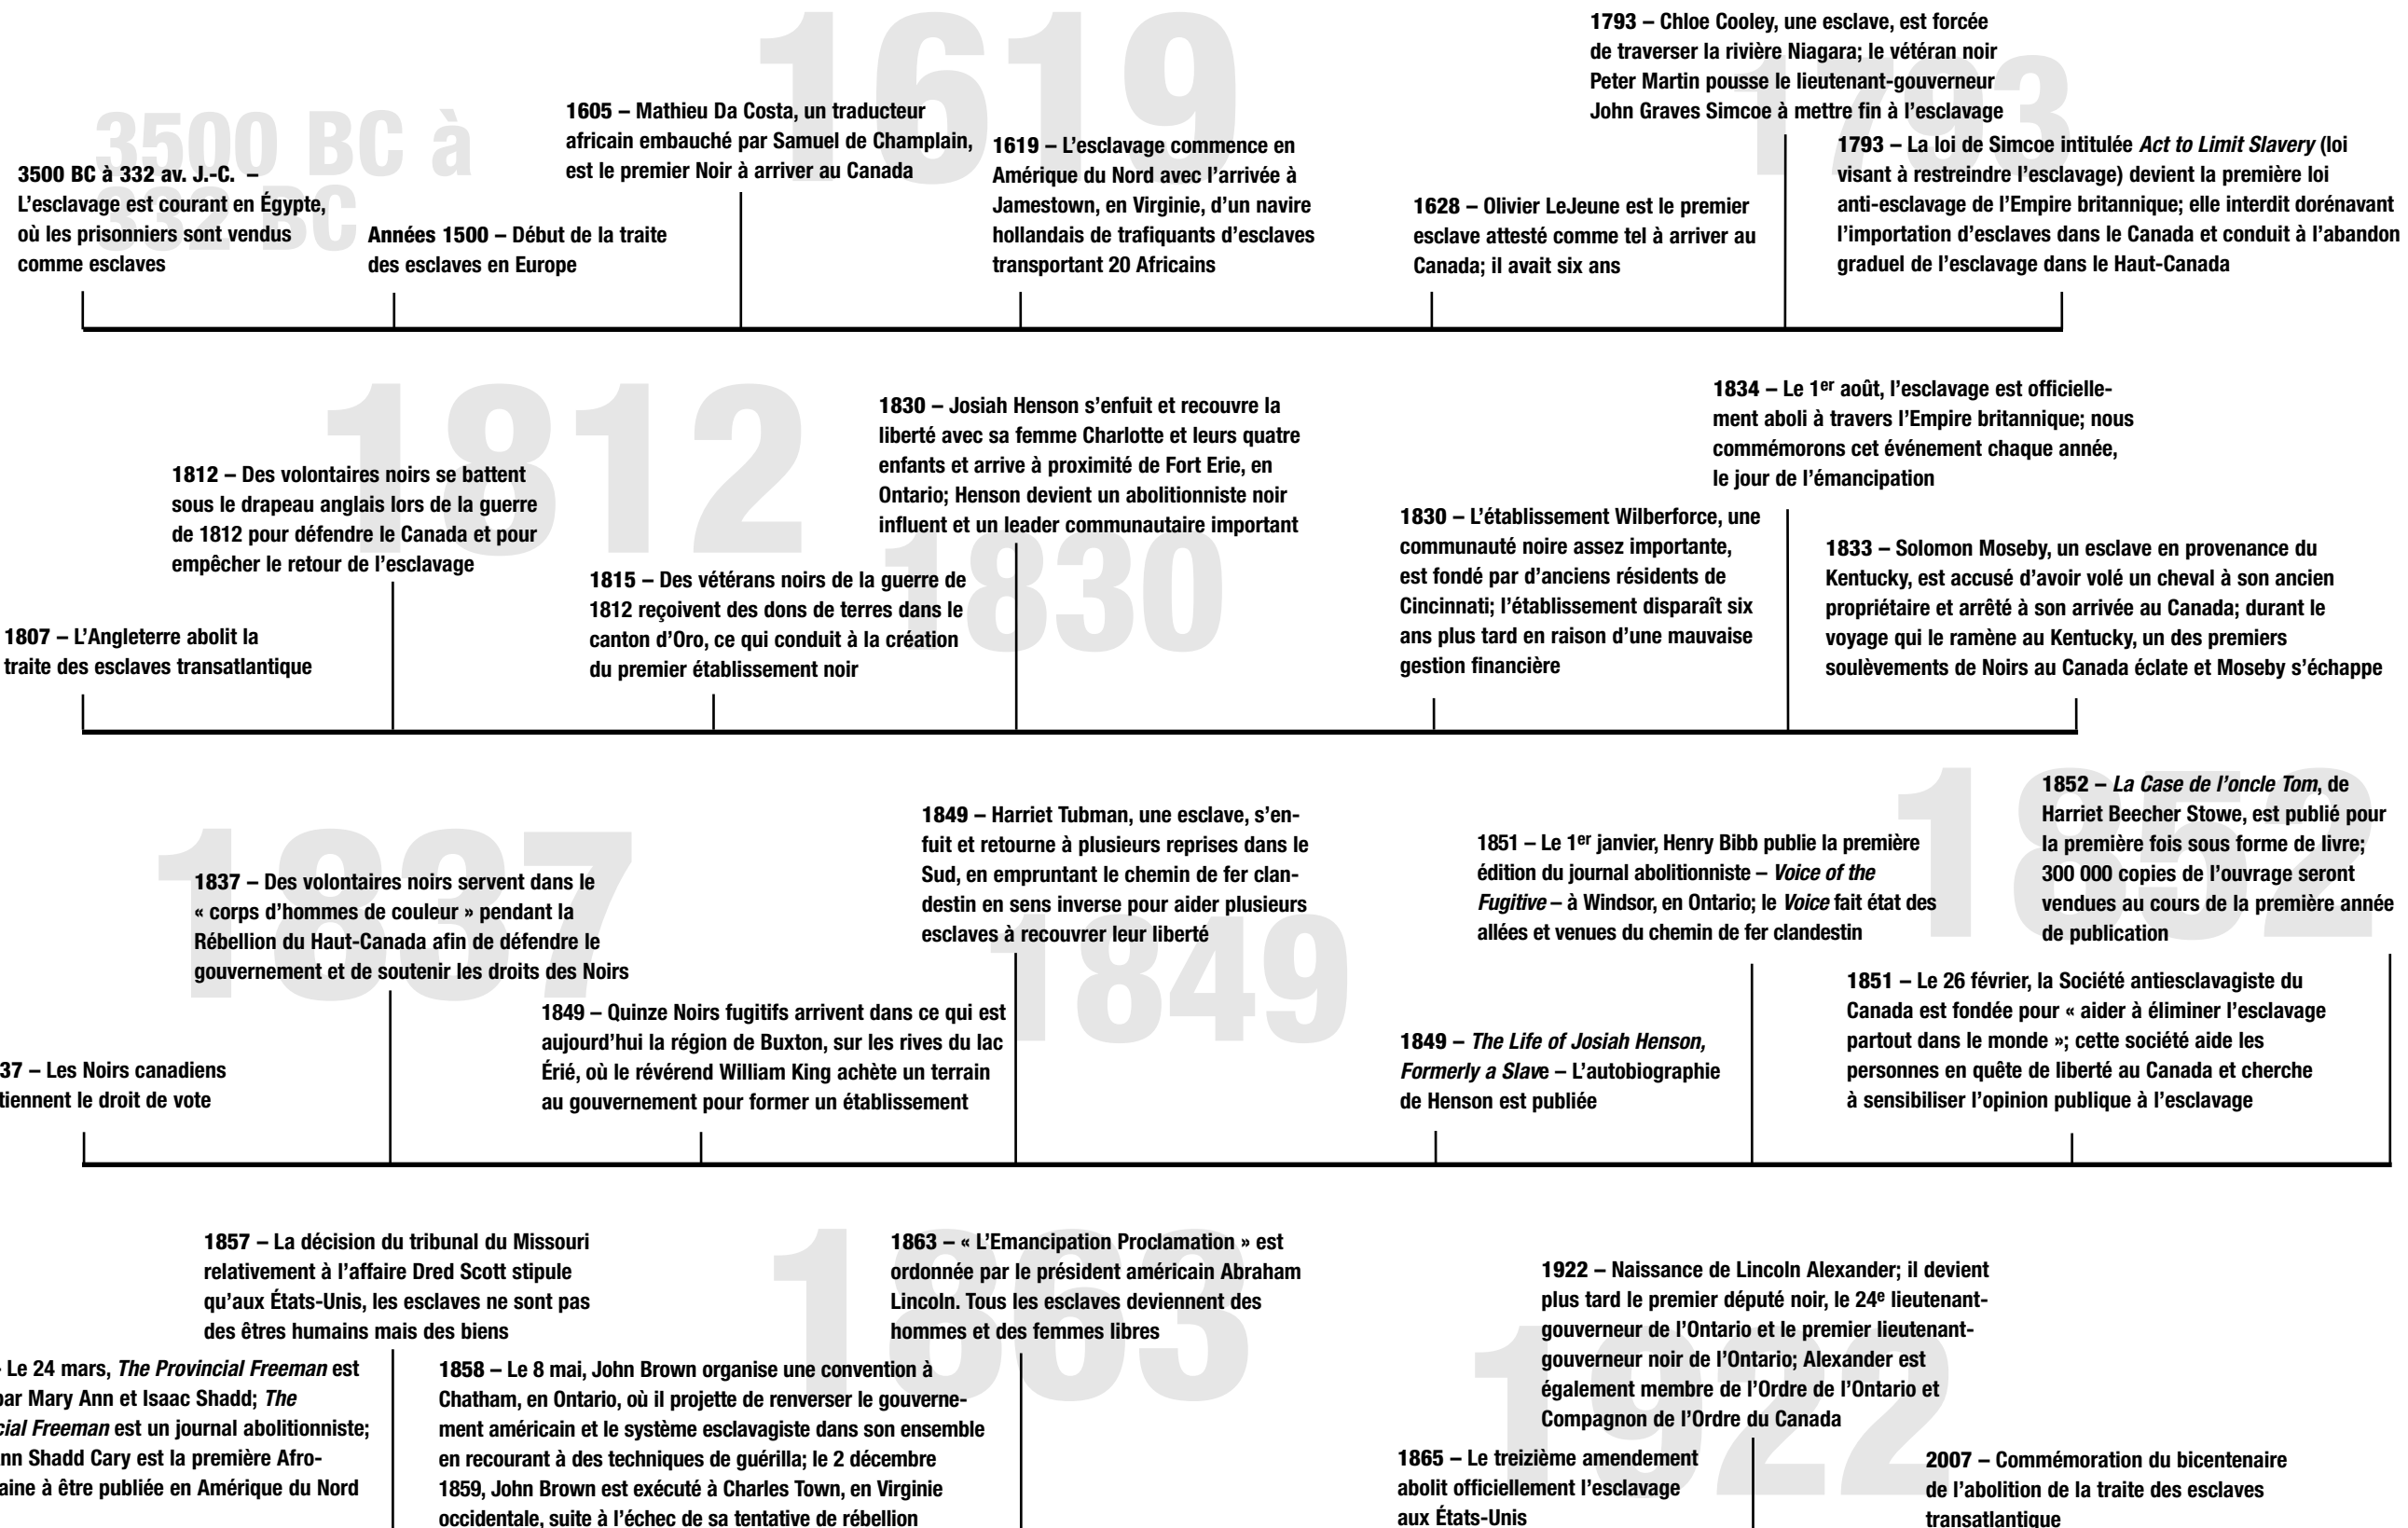 3500 BC à
332 BC
3500 BC à 332 av. J.-C. –
L’esclavage est courant en Égypte,
où les prisonniers sont vendus
comme esclaves
Années 1500 – Début de la traite
des esclaves en Europe
1605 – Mathieu Da Costa, un traducteur
africain embauché par Samuel de Champlain,
est le premier Noir à arriver au Canada
1619
1619 – L’esclavage commence en
Amérique du Nord avec l’arrivée à
Jamestown, en Virginie, d’un navire
hollandais de trafiquants d’esclaves
transportant 20 Africains
1628 – Olivier LeJeune est le premier
esclave attesté comme tel à arriver au
Canada; il avait six ans
1793
1793 – Chloe Cooley, une esclave, est forcée
de traverser la rivière Niagara; le vétéran noir
Peter Martin pousse le lieutenant-gouverneur
John Graves Simcoe à mettre fin à l’esclavage
1793 – La loi de Simcoe intitulée Act to Limit Slavery (loi
visant à restreindre l’esclavage) devient la première loi
anti-esclavage de l’Empire britannique; elle interdit dorénavant
l’importation d’esclaves dans le Canada et conduit à l’abandon
graduel de l’esclavage dans le Haut-Canada
1807 – L’Angleterre abolit la
traite des esclaves transatlantique
1812
1812 – Des volontaires noirs se battent
sous le drapeau anglais lors de la guerre
de 1812 pour défendre le Canada et pour
empêcher le retour de l’esclavage
1815 – Des vétérans noirs de la guerre de
1812 reçoivent des dons de terres dans le
canton d’Oro, ce qui conduit à la création
du premier établissement noir
1830
1830 – Josiah Henson s’enfuit et recouvre la
liberté avec sa femme Charlotte et leurs quatre
enfants et arrive à proximité de Fort Erie, en
Ontario; Henson devient un abolitionniste noir
influent et un leader communautaire important
1830 – L’établissement Wilberforce, une
communauté noire assez importante,
est fondé par d’anciens résidents de
Cincinnati; l’établissement disparaît six
ans plus tard en raison d’une mauvaise
gestion financière
1834 – Le 1er août, l’esclavage est officielle-
ment aboli à travers l’Empire britannique; nous
commémorons cet événement chaque année,
le jour de l’émancipation
1833 – Solomon Moseby, un esclave en provenance du
Kentucky, est accusé d’avoir volé un cheval à son ancien
propriétaire et arrêté à son arrivée au Canada; durant le
voyage qui le ramène au Kentucky, un des premiers
soulèvements de Noirs au Canada éclate et Moseby s’échappe
37 – Les Noirs canadiens
tiennent le droit de vote
1837
1837 – Des volontaires noirs servent dans le
« corps d’hommes de couleur » pendant la
Rébellion du Haut-Canada afin de défendre le
gouvernement et de soutenir les droits des Noirs
1849 – Quinze Noirs fugitifs arrivent dans ce qui est
aujourd’hui la région de Buxton, sur les rives du lac
Érié, où le révérend William King achète un terrain
au gouvernement pour former un établissement
1849
1849 – Harriet Tubman, une esclave, s’en-
fuit et retourne à plusieurs reprises dans le
Sud, en empruntant le chemin de fer clan-
destin en sens inverse pour aider plusieurs
esclaves à recouvrer leur liberté
1849 – The Life of Josiah Henson,
Formerly a Slave – L’autobiographie
de Henson est publiée
1851 – Le 1er janvier, Henry Bibb publie la première
édition du journal abolitionniste – Voice of the
Fugitive – à Windsor, en Ontario; le Voice fait état des
allées et venues du chemin de fer clandestin
1851 – Le 26 février, la Société antiesclavagiste du
Canada est fondée pour « aider à éliminer l’esclavage
partout dans le monde »; cette société aide les
personnes en quête de liberté au Canada et cherche
à sensibiliser l’opinion publique à l’esclavage
1852
1852 – La Case de l’oncle Tom, de
Harriet Beecher Stowe, est publié pour
la première fois sous forme de livre;
300 000 copies de l’ouvrage seront
vendues au cours de la première année
de publication
– Le 24 mars, The Provincial Freeman est
par Mary Ann et Isaac Shadd; The
cial Freeman est un journal abolitionniste;
nn Shadd Cary est la première Afro-
aine à être publiée en Amérique du Nord
1857 – La décision du tribunal du Missouri
relativement à l’affaire Dred Scott stipule
qu’aux États-Unis, les esclaves ne sont pas
des êtres humains mais des biens
1858 – Le 8 mai, John Brown organise une convention à
Chatham, en Ontario, où il projette de renverser le gouverne-
ment américain et le système esclavagiste dans son ensemble
en recourant à des techniques de guérilla; le 2 décembre
1859, John Brown est exécuté à Charles Town, en Virginie
occidentale, suite à l’échec de sa tentative de rébellion
1863
1863 – « L’Emancipation Proclamation » est
ordonnée par le président américain Abraham
Lincoln. Tous les esclaves deviennent des
hommes et des femmes libres
1865 – Le treizième amendement
abolit officiellement l’esclavage
aux États-Unis
1922
1922 – Naissance de Lincoln Alexander; il devient
plus tard le premier député noir, le 24e lieutenant-
gouverneur de l’Ontario et le premier lieutenant-
gouverneur noir de l’Ontario; Alexander est
également membre de l’Ordre de l’Ontario et
Compagnon de l’Ordre du Canada
2007 – Commémoration du bicentenaire
de l’abolition de la traite des esclaves
transatlantique